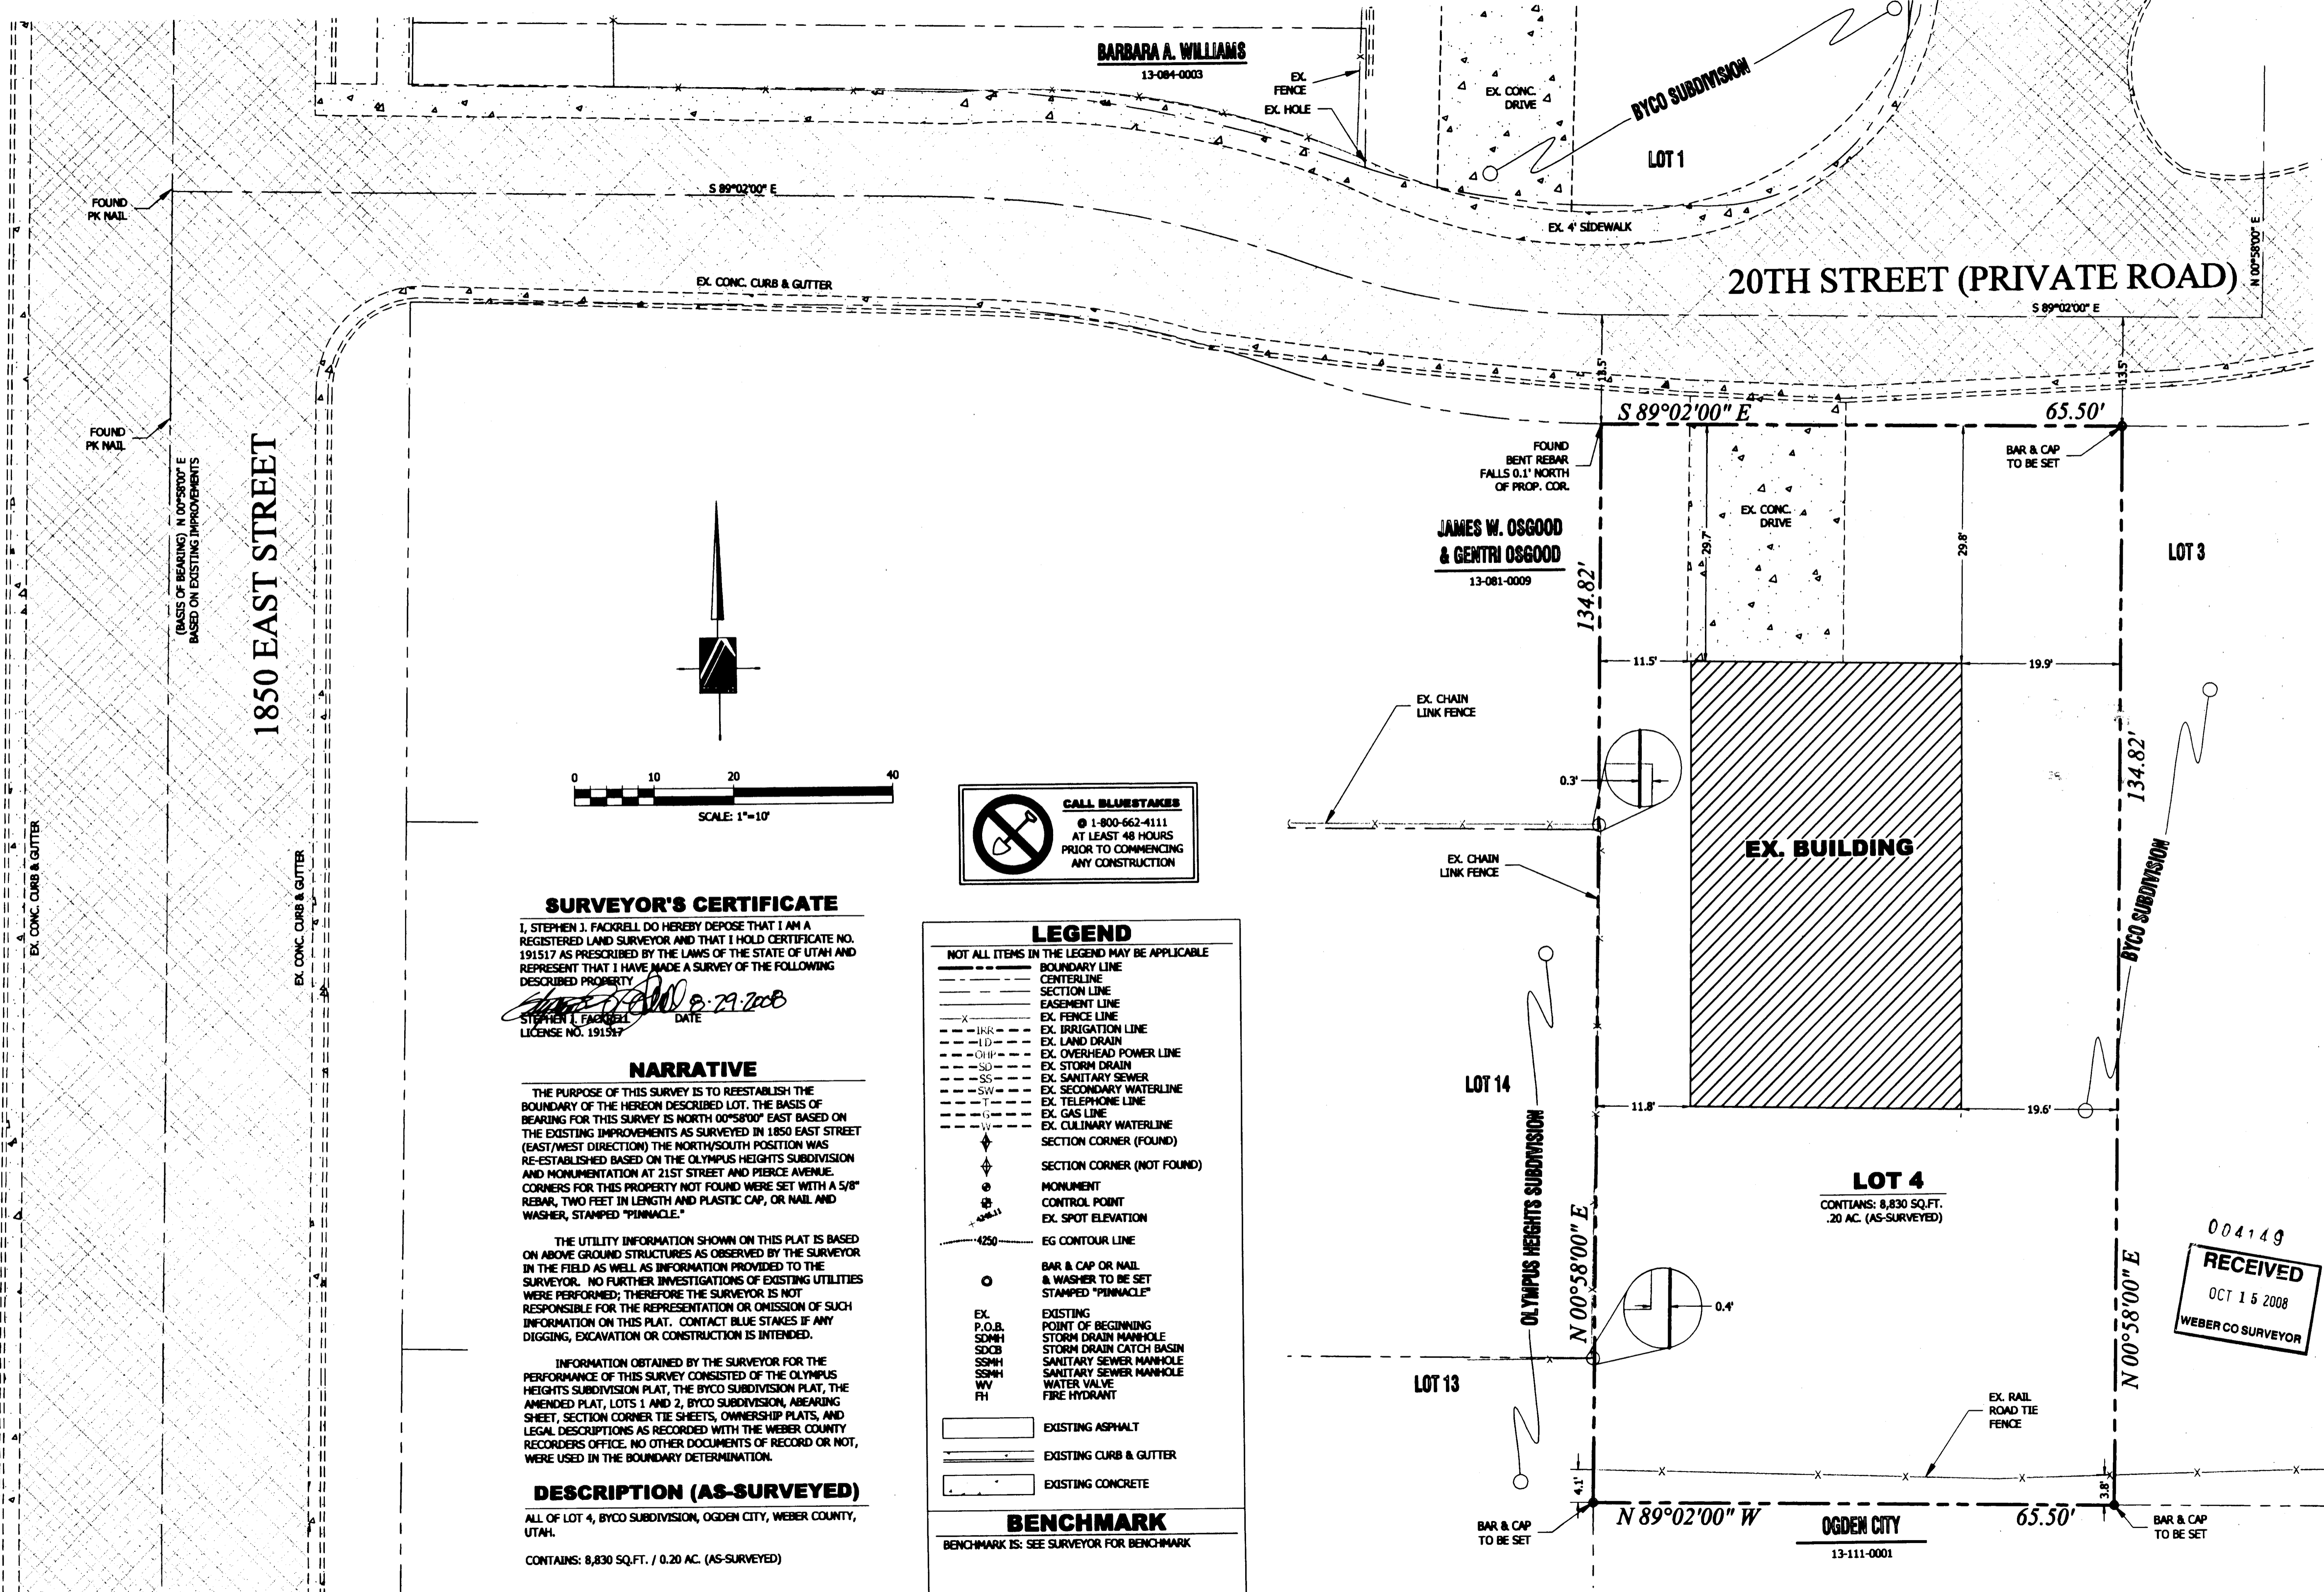 BARBARA A. WILLIAMS
13-084-0003
EX.
FENCE
EX. HOLE
EX. CONC.
DRIVE
BYCO SUBDIVISION
LOT 1
EX. 4' SIDEWALK
FOUND
PK NAIL
S 89°02'00" E
EX. CONC. CURB & GUTTER
20TH STREET (PRIVATE ROAD)
S 89°02'00" E
N 00°58'00" E
FOUND
PK NAIL
(BASIS OF BEARING) N 00°58'00" E
BASED ON EXISTING IMPROVEMENTS
1850 EAST STREET
EX. CONC. CURB & GUTTER
EX. CONC. CURB & GUTTER
13.5'
S 89°02'00" E
65.50'
FOUND
BENT REBAR
FALLS 0.1' NORTH
OF PROP. COR.
BAR & CAP
TO BE SET
JAMES W. OSGOOD
& GENTRI OSGOOD
13-081-0009
134.82'
EX. CONC.
DRIVE
29.7'
29.8'
LOT 3
11.5'
19.9'
EX. CHAIN
LINK FENCE
0.3'
134.82'
EX. CHAIN
LINK FENCE
EX. BUILDING
BYCO SUBDIVISION
LOT 14
OLYMPUS HEIGHTS SUBDIVISION
11.8'
19.6'
LOT 4
CONTIANS: 8,830 SQ.FT.
.20 AC. (AS-SURVEYED)
N 00°58'00" E
0.4'
N 00°58'00" E
LOT 13
EX. RAIL
ROAD TIE
FENCE
4.1'
3.8'
BAR & CAP
TO BE SET
N 89°02'00" W
65.50'
OGDEN CITY
13-111-0001
BAR & CAP
TO BE SET
004149
RECEIVED
OCT 15 2008
WEBER CO SURVEYOR
0 10 20 40
SCALE: 1"=10'
CALL BLUESTAKES
@ 1-800-662-4111
AT LEAST 48 HOURS
PRIOR TO COMMENCING
ANY CONSTRUCTION
SURVEYOR'S CERTIFICATE
I, STEPHEN J. FACKRELL DO HEREBY DEPOSE THAT I AM A
REGISTERED LAND SURVEYOR AND THAT I HOLD CERTIFICATE NO.
191517 AS PRESCRIBED BY THE LAWS OF THE STATE OF UTAH AND
REPRESENT THAT I HAVE MADE A SURVEY OF THE FOLLOWING
DESCRIBED PROPERTY
8-29-2008
STEPHEN J. FACKRELL DATE
LICENSE NO. 191517
NARRATIVE
THE PURPOSE OF THIS SURVEY IS TO REESTABLISH THE
BOUNDARY OF THE HEREON DESCRIBED LOT. THE BASIS OF
BEARING FOR THIS SURVEY IS NORTH 00°58'00" EAST BASED ON
THE EXISTING IMPROVEMENTS AS SURVEYED IN 1850 EAST STREET
(EAST/WEST DIRECTION) THE NORTH/SOUTH POSITION WAS
RE-ESTABLISHED BASED ON THE OLYMPUS HEIGHTS SUBDIVISION
AND MONUMENTATION AT 21ST STREET AND PIERCE AVENUE.
CORNERS FOR THIS PROPERTY NOT FOUND WERE SET WITH A 5/8"
REBAR, TWO FEET IN LENGTH AND PLASTIC CAP, OR NAIL AND
WASHER, STAMPED "PINNACLE."
THE UTILITY INFORMATION SHOWN ON THIS PLAT IS BASED
ON ABOVE GROUND STRUCTURES AS OBSERVED BY THE SURVEYOR
IN THE FIELD AS WELL AS INFORMATION PROVIDED TO THE
SURVEYOR. NO FURTHER INVESTIGATIONS OF EXISTING UTILITIES
WERE PERFORMED; THEREFORE THE SURVEYOR IS NOT
RESPONSIBLE FOR THE REPRESENTATION OR OMISSION OF SUCH
INFORMATION ON THIS PLAT. CONTACT BLUE STAKES IF ANY
DIGGING, EXCAVATION OR CONSTRUCTION IS INTENDED.
INFORMATION OBTAINED BY THE SURVEYOR FOR THE
PERFORMANCE OF THIS SURVEY CONSISTED OF THE OLYMPUS
HEIGHTS SUBDIVISION PLAT, THE BYCO SUBDIVISION PLAT, THE
AMENDED PLAT, LOTS 1 AND 2, BYCO SUBDIVISION, ABEARING
SHEET, SECTION CORNER TIE SHEETS, OWNERSHIP PLATS, AND
LEGAL DESCRIPTIONS AS RECORDED WITH THE WEBER COUNTY
RECORDERS OFFICE. NO OTHER DOCUMENTS OF RECORD OR NOT,
WERE USED IN THE BOUNDARY DETERMINATION.
DESCRIPTION (AS-SURVEYED)
ALL OF LOT 4, BYCO SUBDIVISION, OGDEN CITY, WEBER COUNTY,
UTAH.
CONTAINS: 8,830 SQ.FT. / 0.20 AC. (AS-SURVEYED)
LEGEND
NOT ALL ITEMS IN THE LEGEND MAY BE APPLICABLE
BOUNDARY LINE
CENTERLINE
SECTION LINE
EASEMENT LINE
X EX. FENCE LINE
IRR EX. IRRIGATION LINE
LD EX. LAND DRAIN
OHP EX. OVERHEAD POWER LINE
SD EX. STORM DRAIN
SS EX. SANITARY SEWER
SW EX. SECONDARY WATERLINE
T EX. TELEPHONE LINE
G EX. GAS LINE
W EX. CULINARY WATERLINE
SECTION CORNER (FOUND)
SECTION CORNER (NOT FOUND)
MONUMENT
CONTROL POINT
EX. SPOT ELEVATION
4250 EG CONTOUR LINE
BAR & CAP OR NAIL
& WASHER TO BE SET
STAMPED "PINNACLE"
EX. EXISTING
P.O.B. POINT OF BEGINNING
SDMH STORM DRAIN MANHOLE
SDCB STORM DRAIN CATCH BASIN
SSMH SANITARY SEWER MANHOLE
SSMH SANITARY SEWER MANHOLE
WV WATER VALVE
FH FIRE HYDRANT
EXISTING ASPHALT
EXISTING CURB & GUTTER
EXISTING CONCRETE
BENCHMARK
BENCHMARK IS: SEE SURVEYOR FOR BENCHMARK